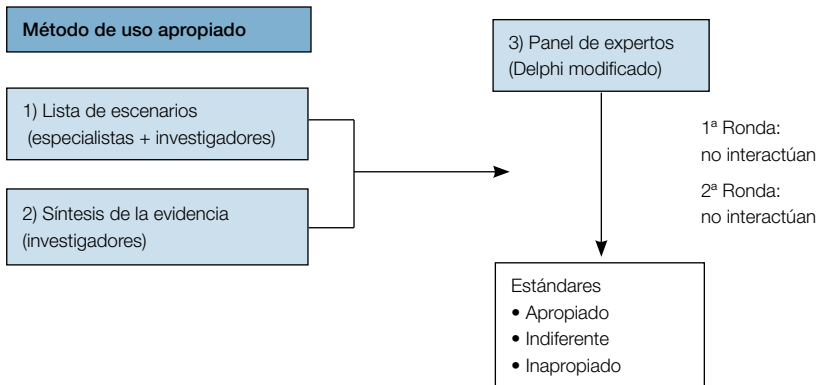 Método de uso apropiado
1) Lista de escenarios
(especialistas + investigadores)
2) Síntesis de la evidencia
(investigadores)
3) Panel de expertos
(Delphi modificado)
1ª Ronda:
no interactúan
2ª Ronda:
no interactúan
Estándares
• Apropiado
• Indiferente
• Inapropiado